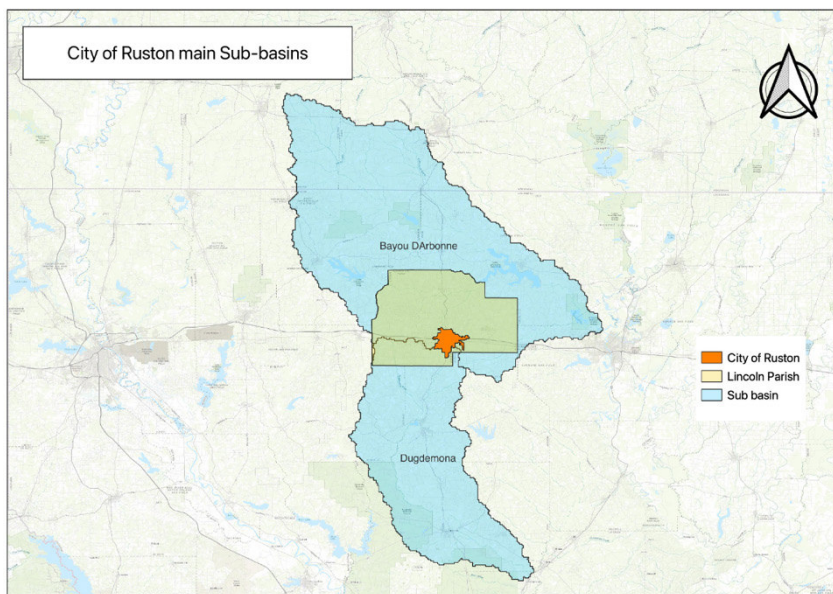 City of Ruston main Sub-basins
Bayou DArbonne
City of Ruston
Lincoln Parish
Sub basin
Dugdemona